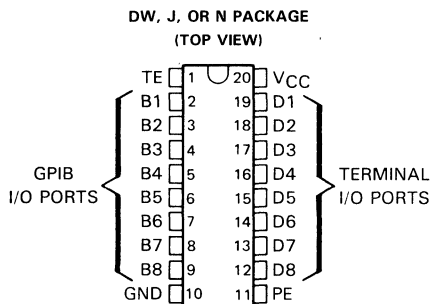 DW, J, OR N PACKAGE
(TOP VIEW)
TE 1 20 VCC
B1 2 19 D1
B2 3 18 D2
B3 4 17 D3
B4 5 16 D4
B5 6 15 D5
B6 7 14 D6
B7 8 13 D7
B8 9 12 D8
GND 10 11 PE
GPIB
I/O PORTS
TERMINAL
I/O PORTS